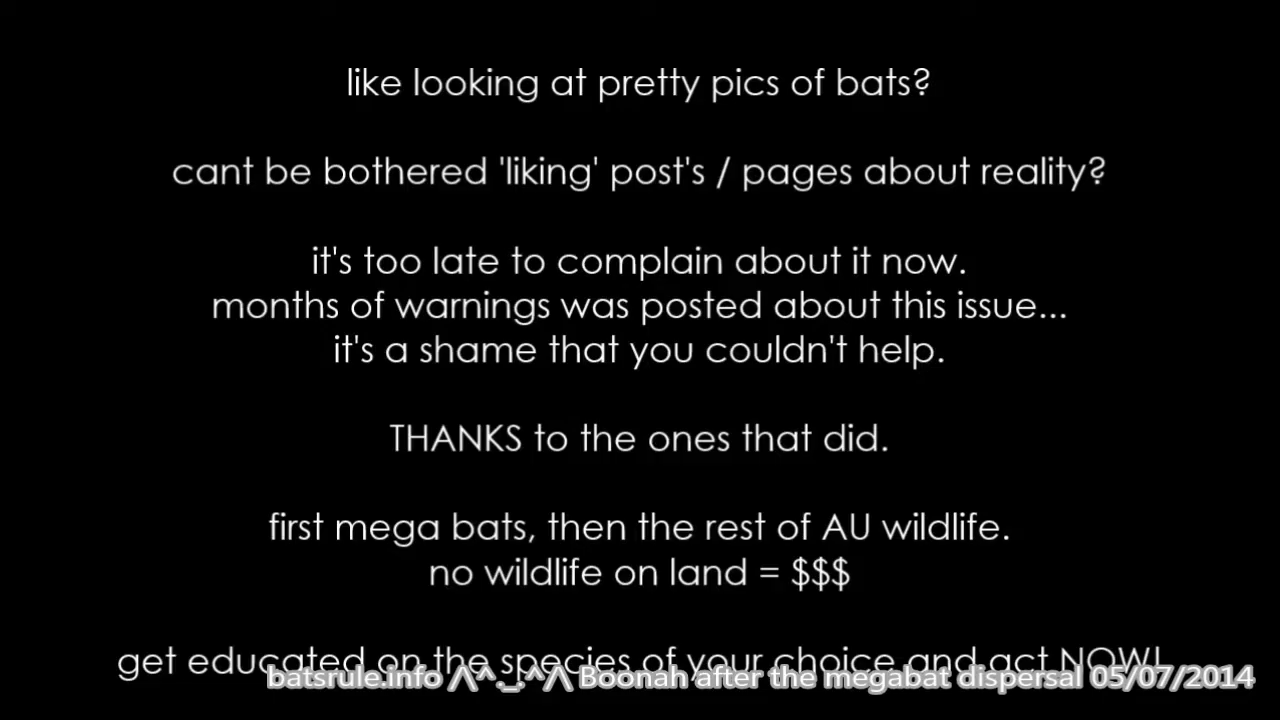 like looking at pretty pics of bats?
cant be bothered 'liking' post's / pages about reality?
it's too late to complain about it now.
months of warnings was posted about this issue...
it's a shame that you couldn't help.
THANKS to the ones that did.
first mega bats, then the rest of AU wildlife.
no wildlife on land = $$$
get educated on the species of your choice and act NOW!
batsrule.info /\^._.^/\ Boonah after the megabat dispersal 05/07/2014